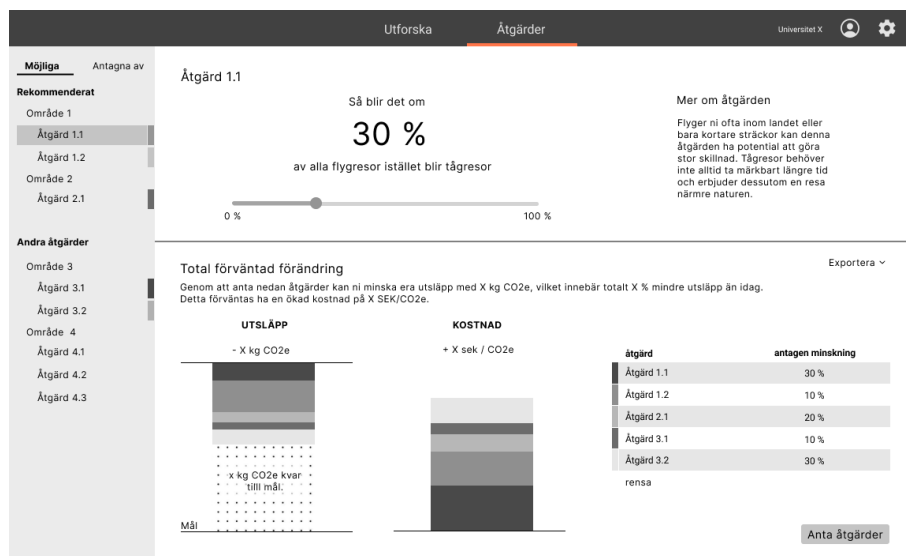 Utforska
Åtgärder
Universitet X
Möjliga
Antagna av
Rekommenderat
Område 1
Åtgärd 1.1
Åtgärd 1.2
Område 2
Åtgärd 2.1
Andra åtgärder
Område 3
Åtgärd 3.1
Åtgärd 3.2
Område 4
Åtgärd 4.1
Åtgärd 4.2
Åtgärd 4.3
Åtgärd 1.1
Så blir det om
30 %
av alla flygresor istället blir tågresor
0 %
100 %
Mer om åtgärden
Flyger ni ofta inom landet eller
bara kortare sträckor kan denna
åtgärden ha potential att göra
stor skillnad. Tågresor behöver
inte alltid ta märkbart längre tid
och erbjuder dessutom en resa
närmre naturen.
Exportera
Total förväntad förändring
Genom att anta nedan åtgärder kan ni minska era utsläpp med X kg CO2e, vilket innebär totalt X % mindre utsläpp än idag.
Detta förväntas ha en ökad kostnad på X SEK/CO2e.
UTSLÄPP
- X kg CO2e
x kg CO2e kvar
tilll mål.
Mål
KOSTNAD
+ X sek / CO2e
åtgärd antagen minskning
Åtgärd 1.1 30 %
Åtgärd 1.2 10 %
Åtgärd 2.1 20 %
Åtgärd 3.1 10 %
Åtgärd 3.2 30 %
rensa
Anta åtgärder